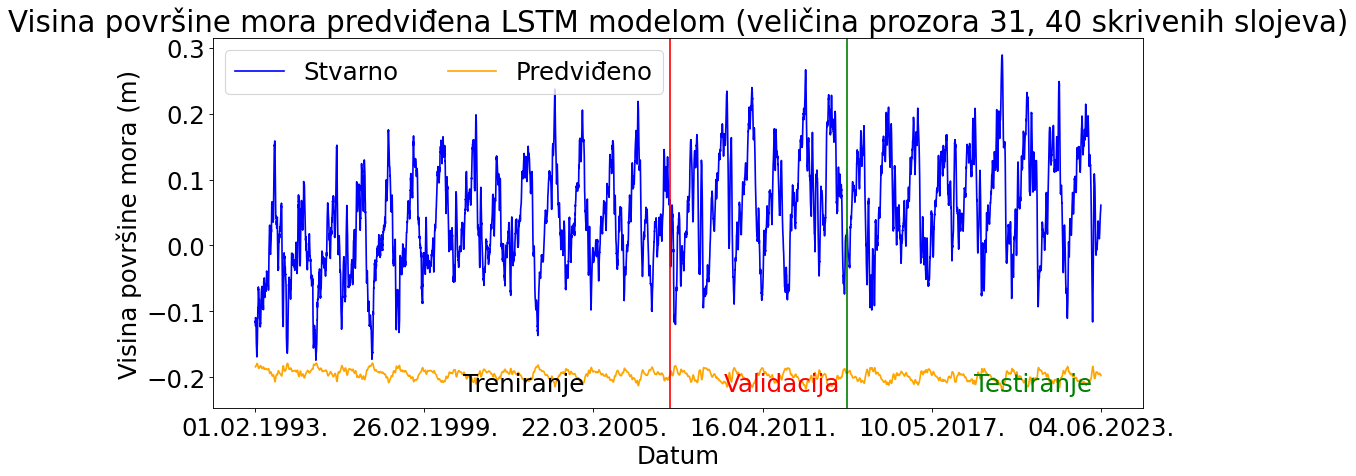 Visina površine mora predviđena LSTM modelom (veličina prozora 31, 40 skrivenih slojeva)
Stvarno
Predviđeno
Visina površine mora (m)
0.3
0.2
0.1
0.0
−0.1
−0.2
Treniranje
Validacija
Testiranje
01.02.1993.
26.02.1999.
22.03.2005.
16.04.2011.
10.05.2017.
04.06.2023.
Datum